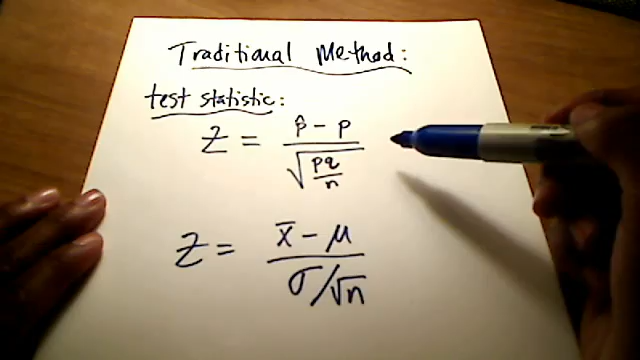 Traditional Method:
test statistic:
Z = (p̂ - p) / √(pq/n)
Z = (x̄ - μ) / (σ/√n)